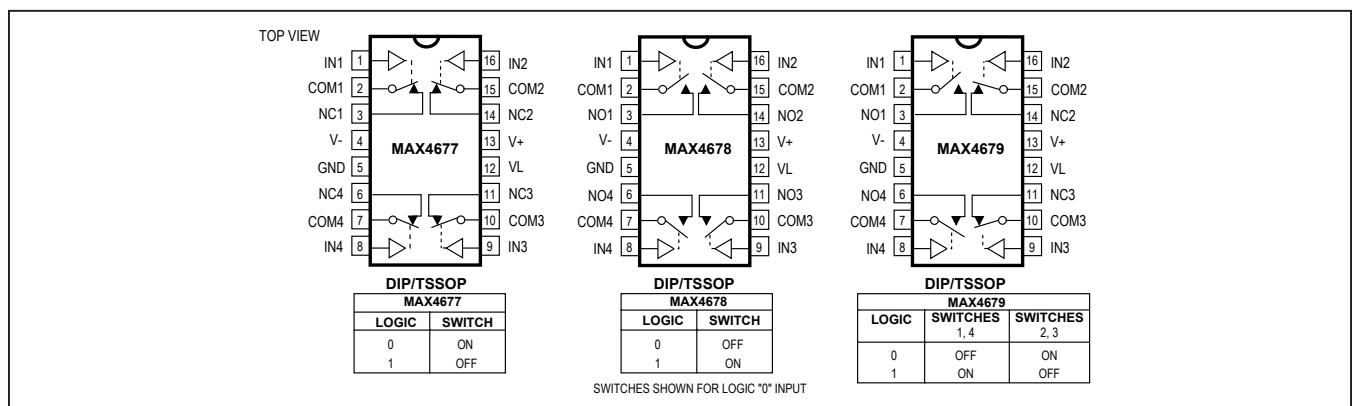 TOP VIEW
IN1 1 16 IN2
COM1 2 15 COM2
NC1 3 14 NC2
V- 4 13 V+
MAX4677
GND 5 12 VL
NC4 6 11 NC3
COM4 7 10 COM3
IN4 8 9 IN3
DIP/TSSOP
MAX4677
LOGIC SWITCH
0 ON
1 OFF
IN1 1 16 IN2
COM1 2 15 COM2
NO1 3 14 NO2
V- 4 13 V+
MAX4678
GND 5 12 VL
NO4 6 11 NO3
COM4 7 10 COM3
IN4 8 9 IN3
DIP/TSSOP
MAX4678
LOGIC SWITCH
0 OFF
1 ON
IN1 1 16 IN2
COM1 2 15 COM2
NO1 3 14 NC2
V- 4 13 V+
MAX4679
GND 5 12 VL
NO4 6 11 NC3
COM4 7 10 COM3
IN4 8 9 IN3
DIP/TSSOP
MAX4679
LOGIC SWITCHES 1, 4 SWITCHES 2, 3
0 OFF ON
1 ON OFF
SWITCHES SHOWN FOR LOGIC "0" INPUT